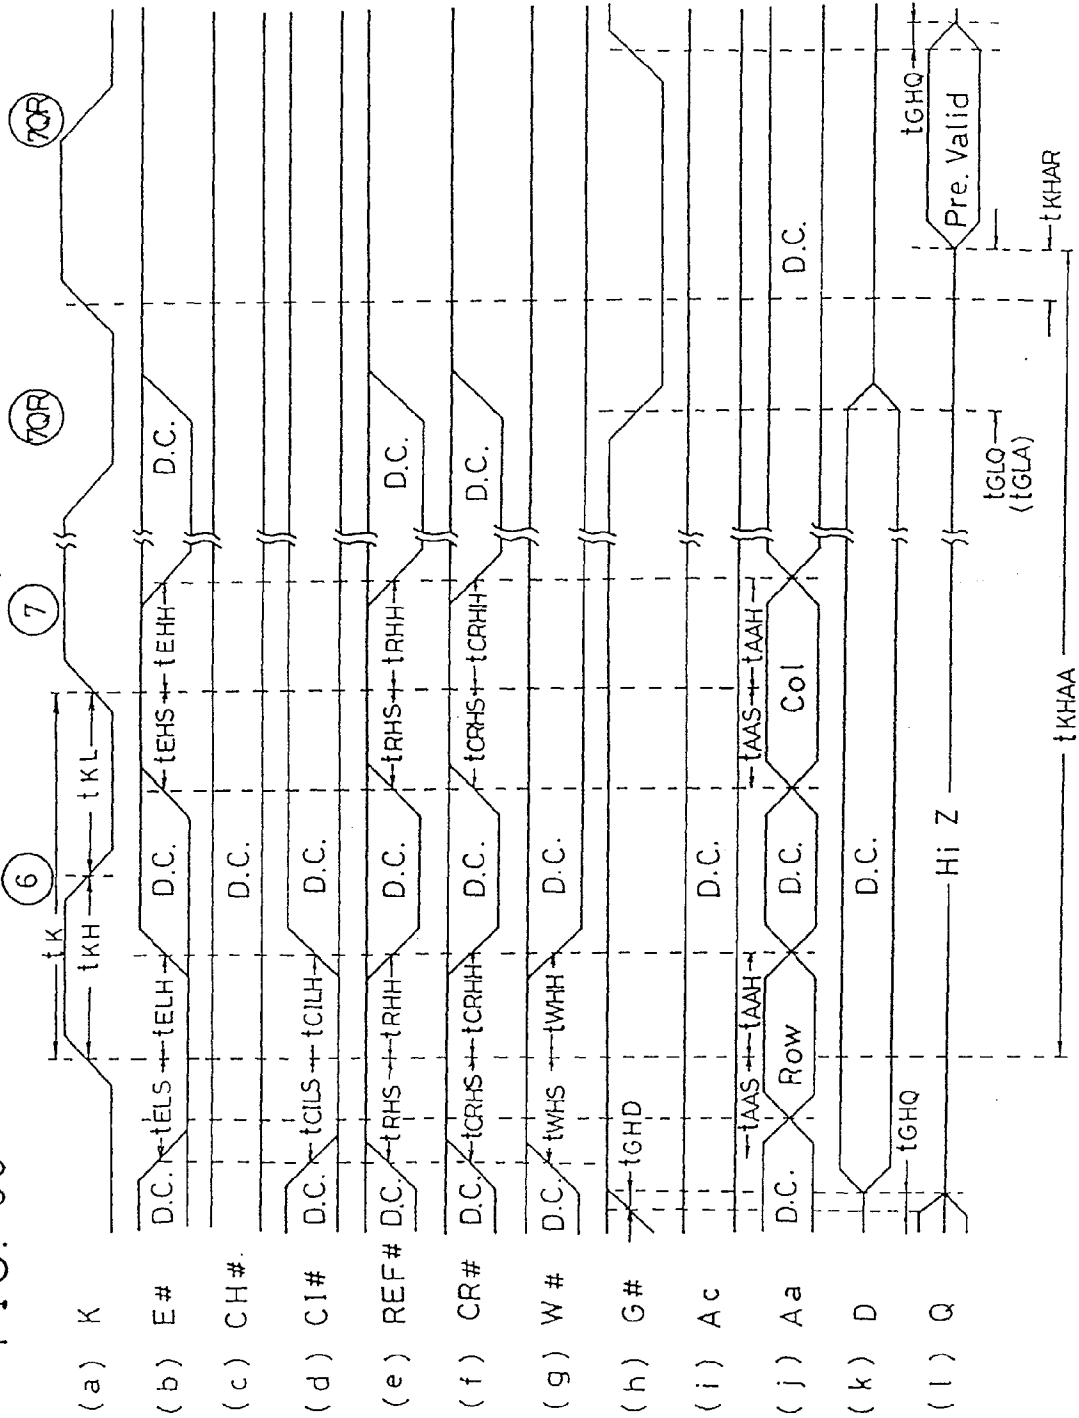 6 7 7QR 7QR
(a) K tK tKH tKL
(b) E# D.C. tELS tELH D.C. tEHS tEHH D.C.
(c) CH# D.C.
(d) CI# D.C. tCILS tCILH D.C.
(e) REF# D.C. tRHS tRHH D.C. tRHS tRHH D.C.
(f) CR# D.C. tCRHS tCRHH D.C. tCRHS tCRHH D.C.
(g) W# D.C. tWHS tWHH D.C.
(h) G# tGHD
(i) Ac D.C.
tAAS tAAH tAAS tAAH
(j) Aa D.C. Row D.C. Col D.C.
(k) D D.C.
tGHQ tGHQ
(l) Q Hi Z Pre. Valid
tGLQ
(tGLA)
tKHAA tKHAR